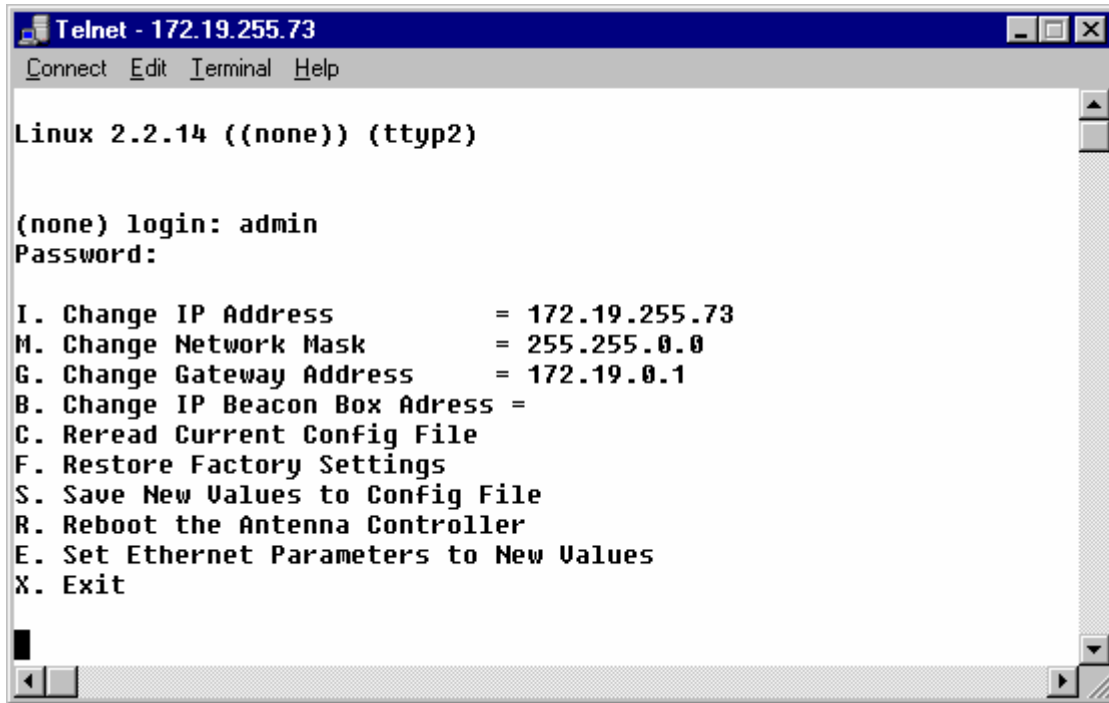 Telnet - 172.19.255.73
Connect Edit Terminal Help
Linux 2.2.14 ((none)) (ttyp2)
(none) login: admin
Password:
I. Change IP Address = 172.19.255.73
M. Change Network Mask = 255.255.0.0
G. Change Gateway Address = 172.19.0.1
B. Change IP Beacon Box Adress =
C. Reread Current Config File
F. Restore Factory Settings
S. Save New Values to Config File
R. Reboot the Antenna Controller
E. Set Ethernet Parameters to New Values
X. Exit